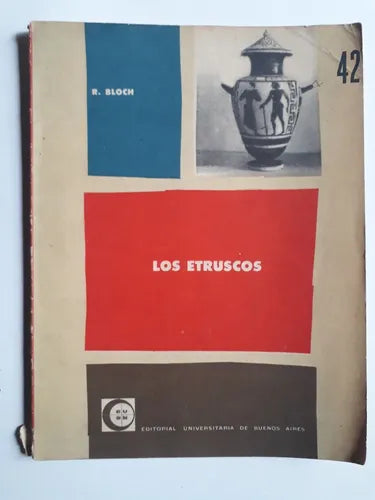 42
R. BLOCH
LOS ETRUSCOS
EDITORIAL UNIVERSITARIA DE BUENOS AIRES